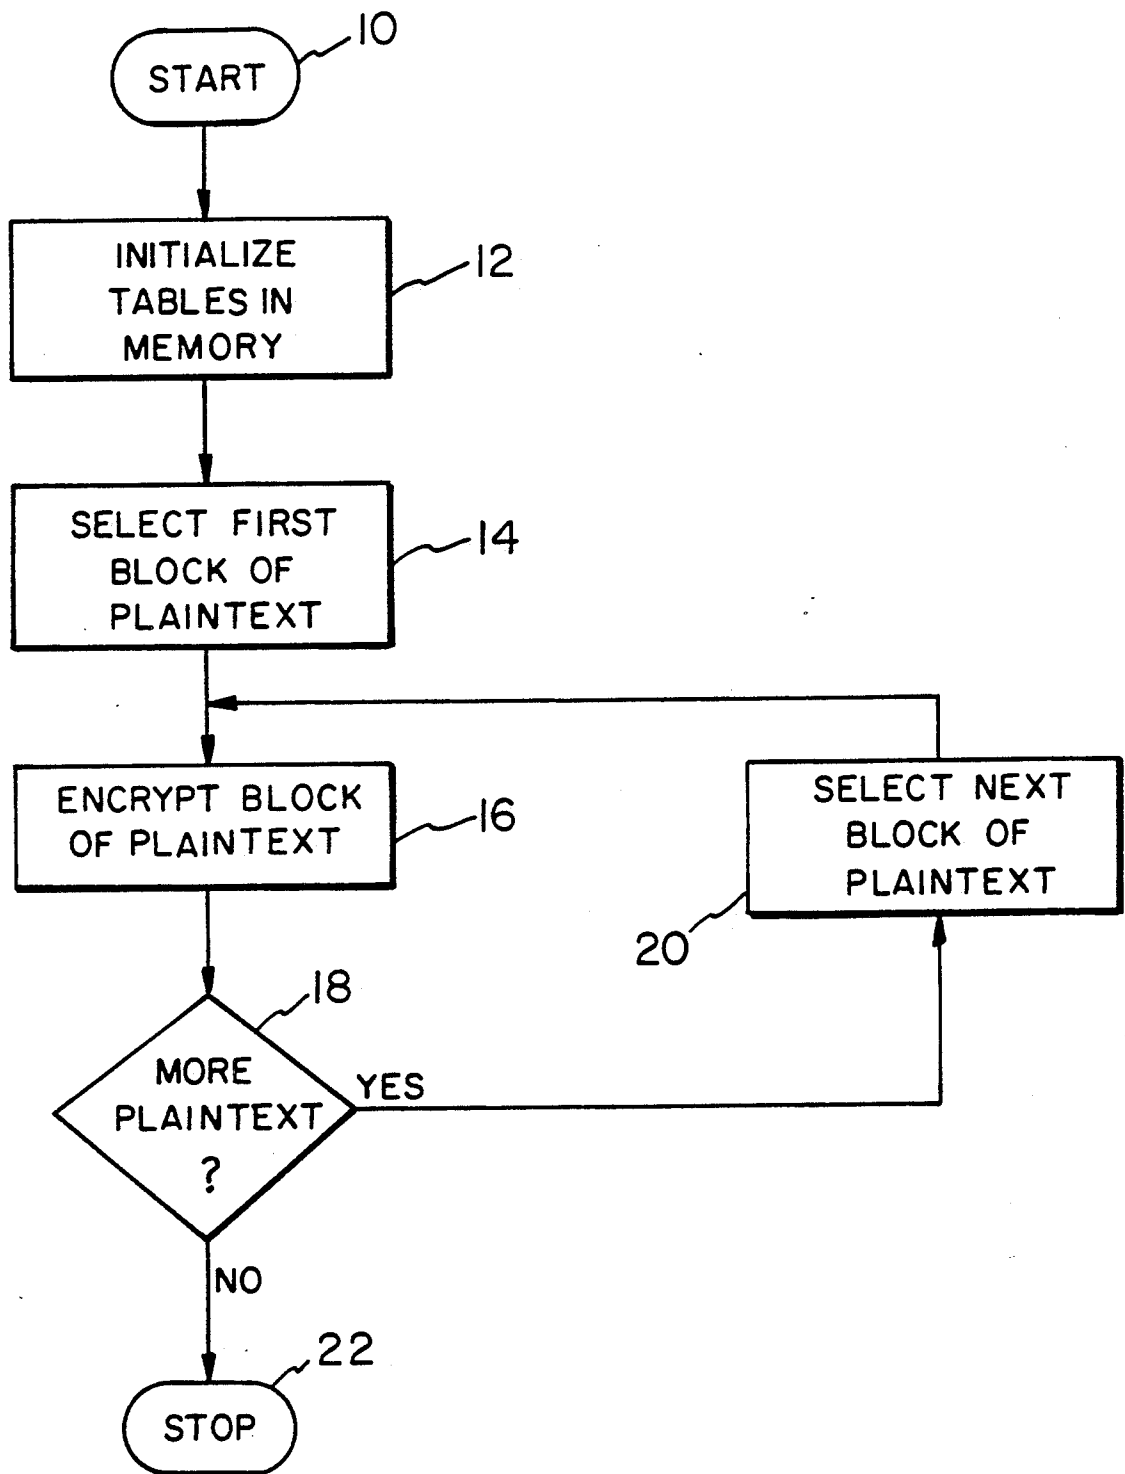 10
START
INITIALIZE
TABLES IN
MEMORY
12
SELECT FIRST
BLOCK OF
PLAINTEXT
14
ENCRYPT BLOCK
OF PLAINTEXT
16
SELECT NEXT
BLOCK OF
PLAINTEXT
20
18
MORE
PLAINTEXT
?
YES
NO
22
STOP